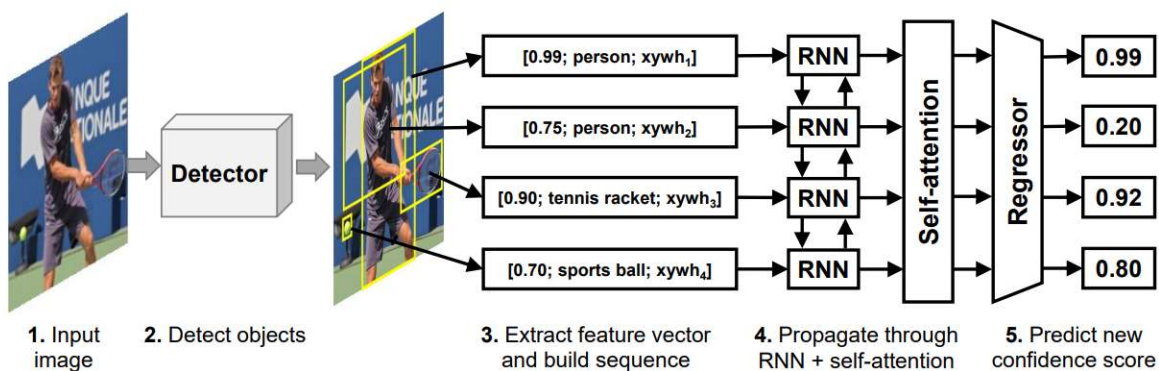 NQUE
TIONALE
Detector
NQUE
TIONALE
[0.99; person; xywh₁]
[0.75; person; xywh₂]
[0.90; tennis racket; xywh₃]
[0.70; sports ball; xywh₄]
RNN
RNN
RNN
RNN
Self-attention
Regressor
0.99
0.20
0.92
0.80
1. Input
image
2. Detect objects
3. Extract feature vector
and build sequence
4. Propagate through
RNN + self-attention
5. Predict new
confidence score